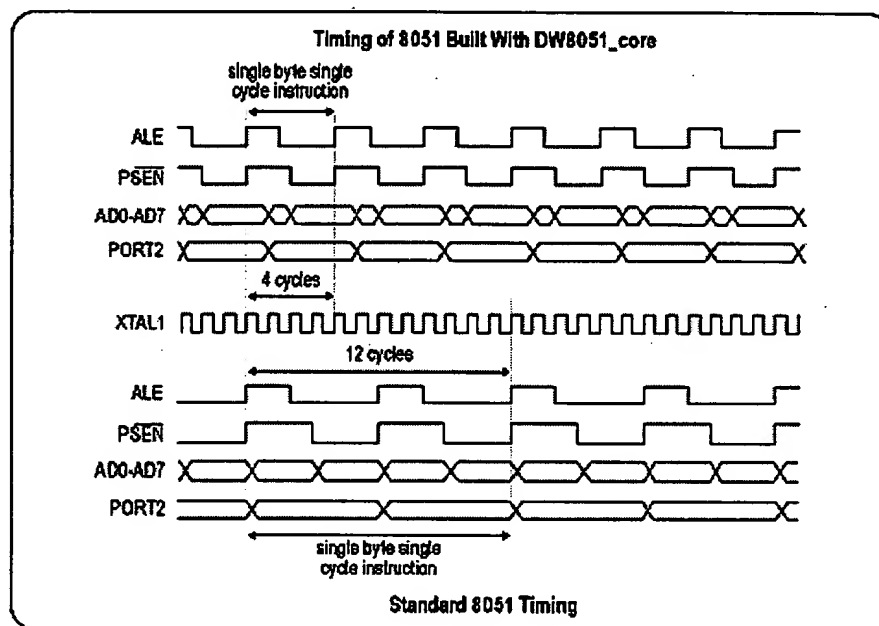 Timing of 8051 Built With DW8051_core
single byte single
cycle instruction
ALE
PSEN
AD0-AD7
PORT2
4 cycles
XTAL1
12 cycles
ALE
PSEN
AD0-AD7
PORT2
single byte single
cycle instruction
Standard 8051 Timing